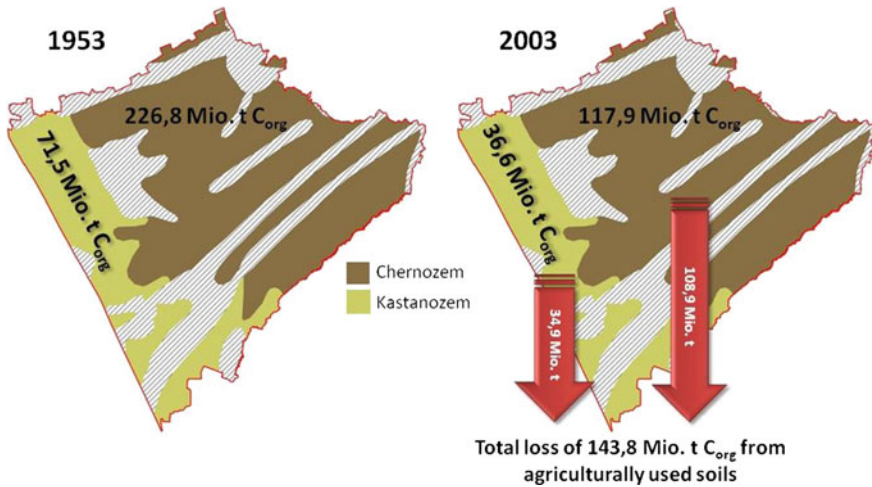 1953
2003
226,8 Mio. t Corg
71,5 Mio. t Corg
Chernozem
Kastanozem
117,9 Mio. t Corg
36,6 Mio. t Corg
34,9 Mio. t
108,9 Mio. t
Total loss of 143,8 Mio. t Corg from
agriculturally used soils